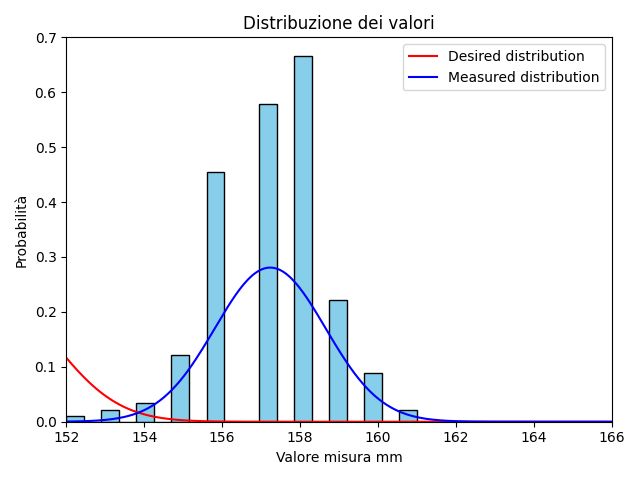 Distribuzione dei valori
Desired distribution
Measured distribution
Probabilità
0.7
0.6
0.5
0.4
0.3
0.2
0.1
0.0
152 154 156 158 160 162 164 166
Valore misura mm